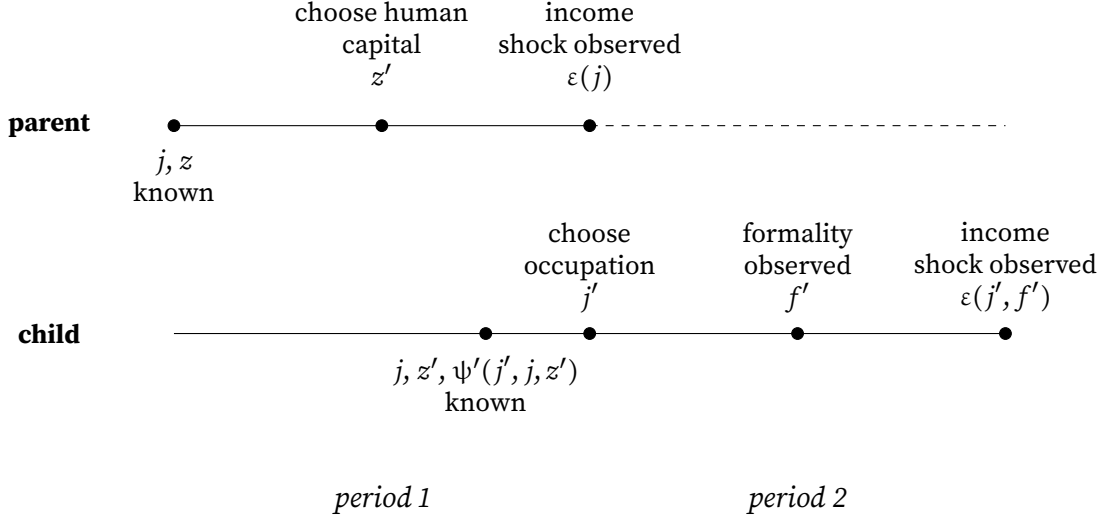 choose human
capital
z′
income
shock observed
ε(j)
parent
j, z
known
choose
occupation
j′
formality
observed
f′
income
shock observed
ε(j′, f′)
child
j, z′, ψ′(j′, j, z′)
known
period 1
period 2